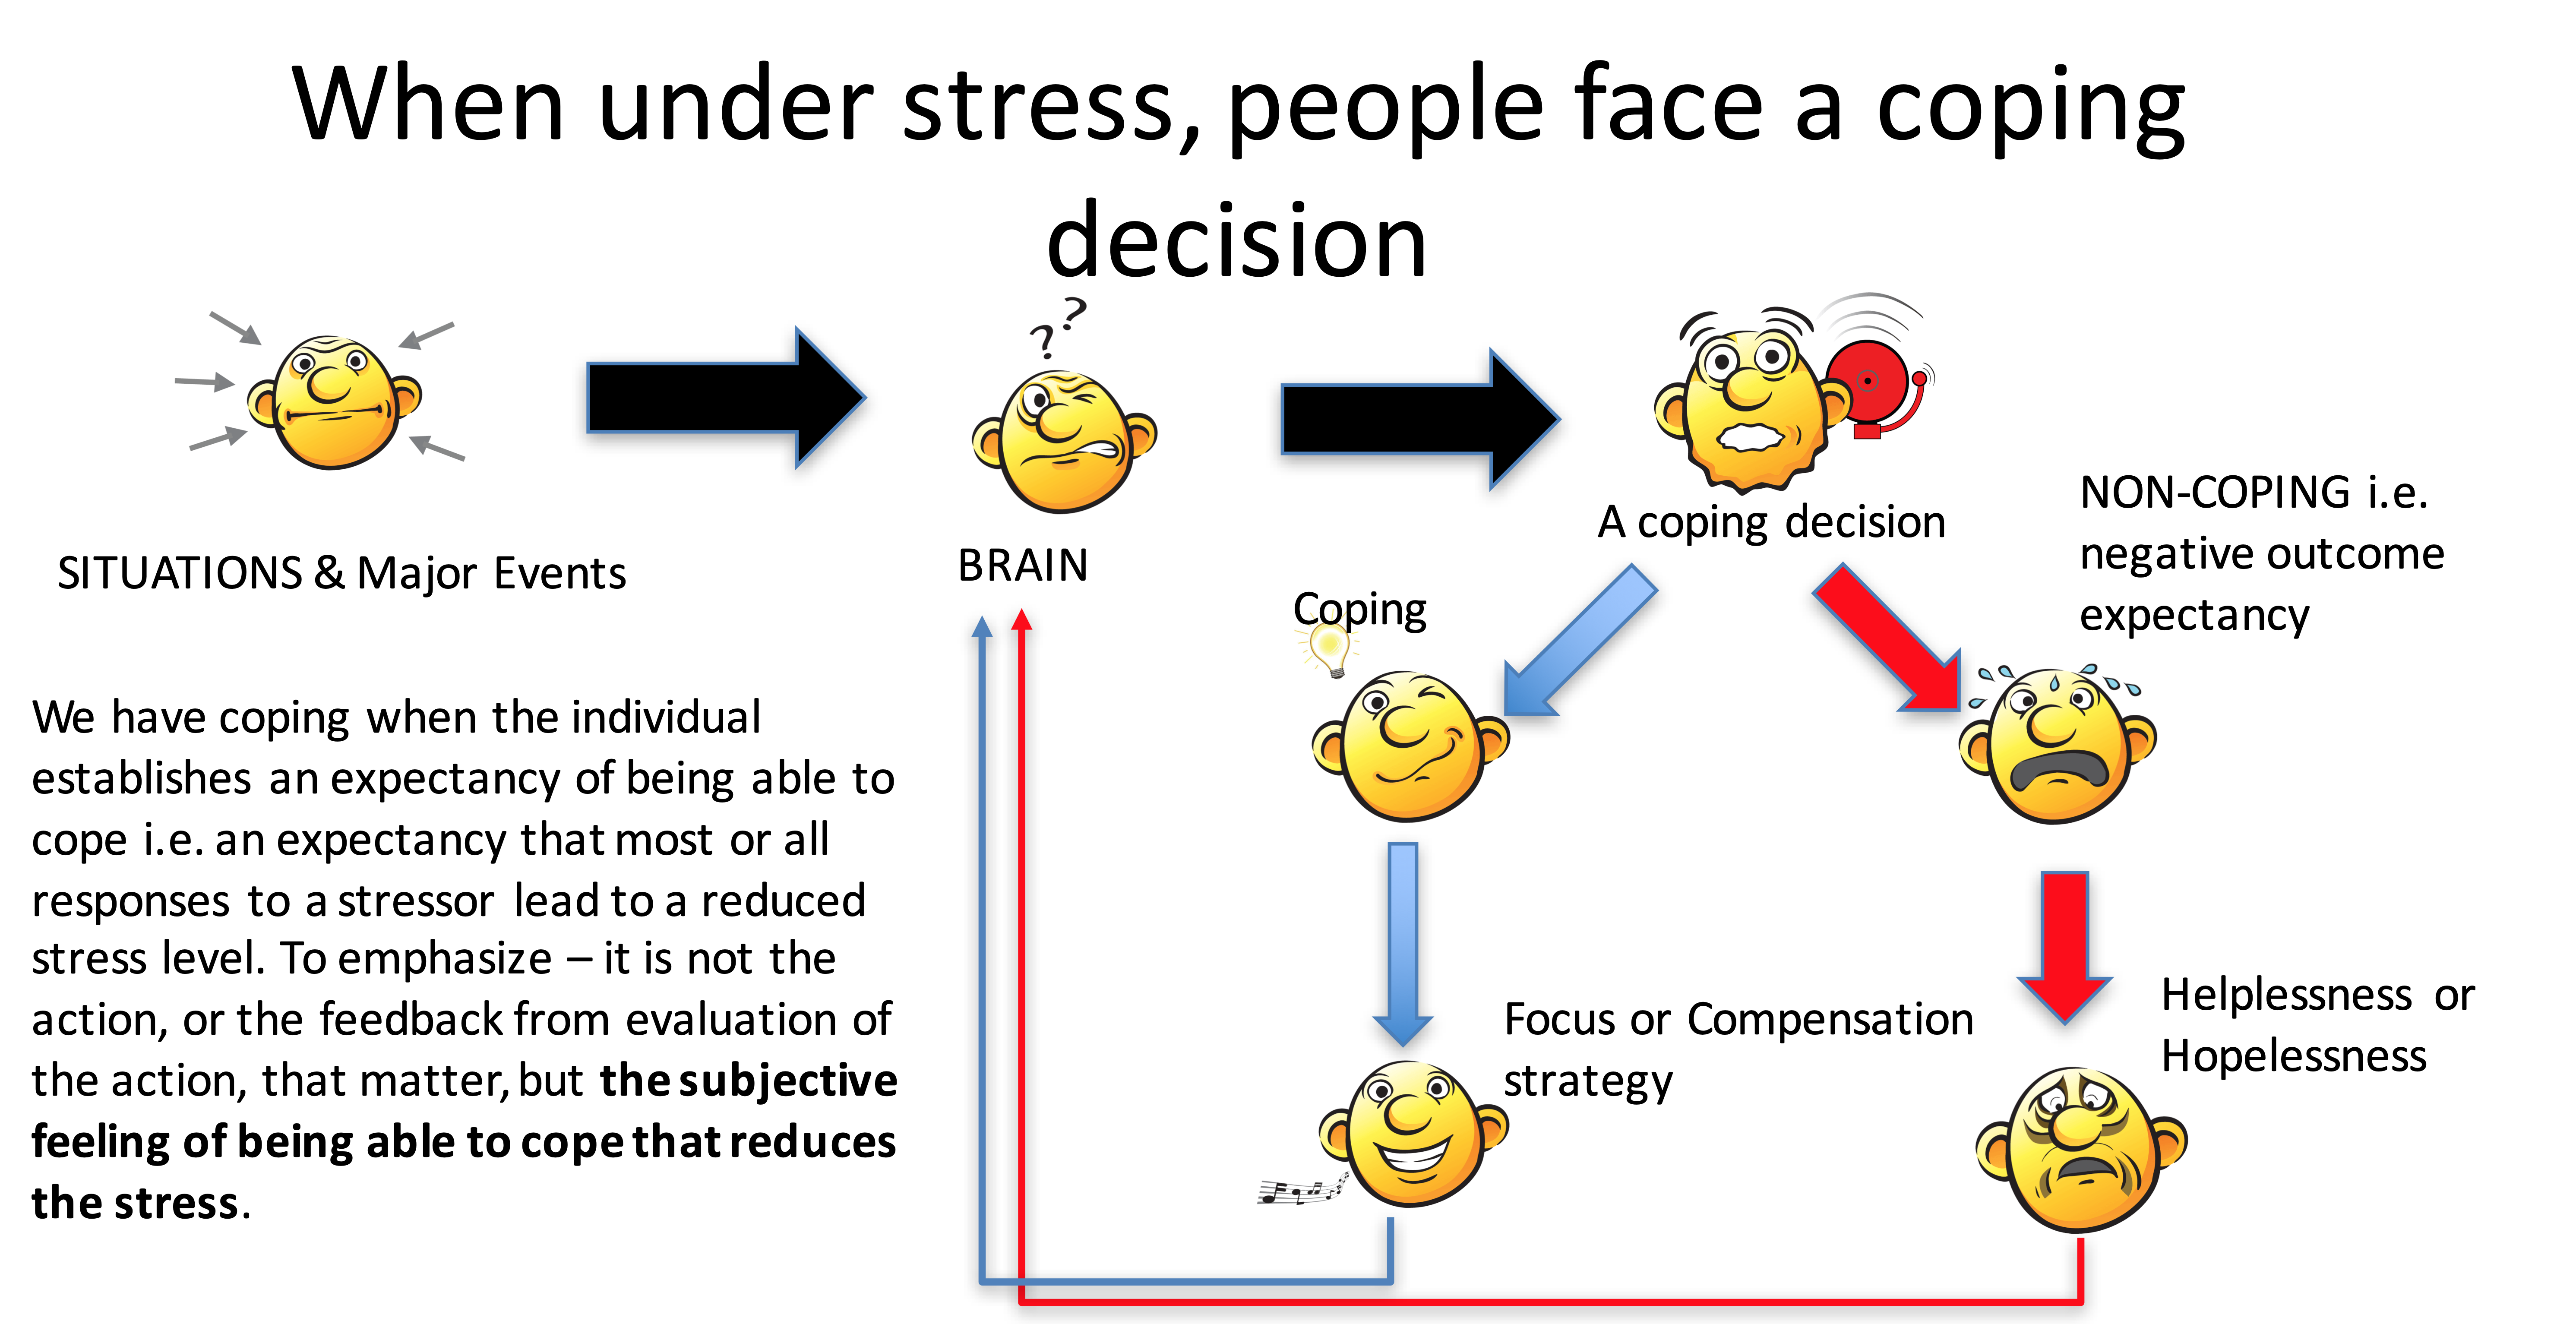 When under stress, people face a coping
decision
? ?
SITUATIONS & Major Events
BRAIN
A coping decision
NON-COPING i.e.
negative outcome
expectancy
Coping
We have coping when the individual
establishes an expectancy of being able to
cope i.e. an expectancy that most or all
responses to a stressor lead to a reduced
stress level. To emphasize – it is not the
action, or the feedback from evaluation of
the action, that matter, but the subjective
feeling of being able to cope that reduces
the stress.
Focus or Compensation
strategy
Helplessness or
Hopelessness